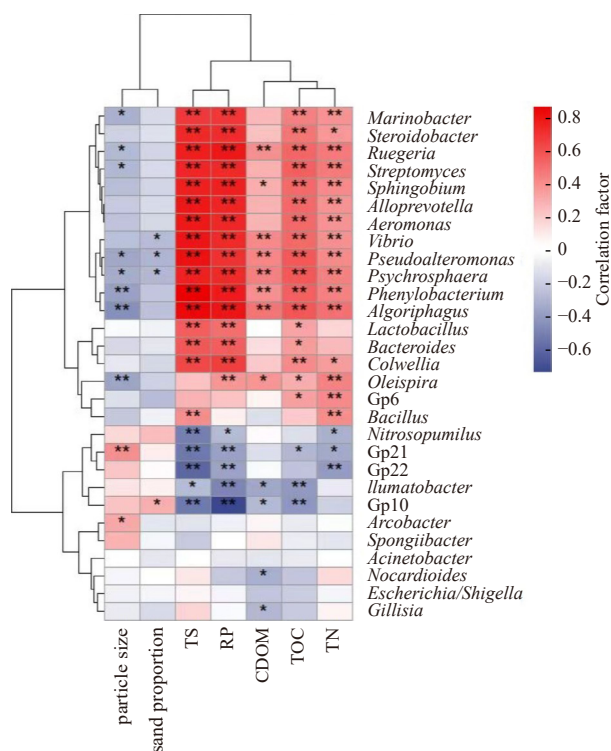 Marinobacter
Steroidobacter
Ruegeria
Streptomyces
Sphingobium
Alloprevotella
Aeromonas
Vibrio
Pseudoalteromonas
Psychrosphaera
Phenylobacterium
Algoriphagus
Lactobacillus
Bacteroides
Colwellia
Oleispira
Gp6
Bacillus
Nitrosopumilus
Gp21
Gp22
llumatobacter
Gp10
Arcobacter
Spongiibacter
Acinetobacter
Nocardioides
Escherichia/Shigella
Gillisia
particle size
sand proportion
TS
RP
CDOM
TOC
TN
0.8
0.6
0.4
0.2
0
−0.2
−0.4
−0.6
Correlation factor